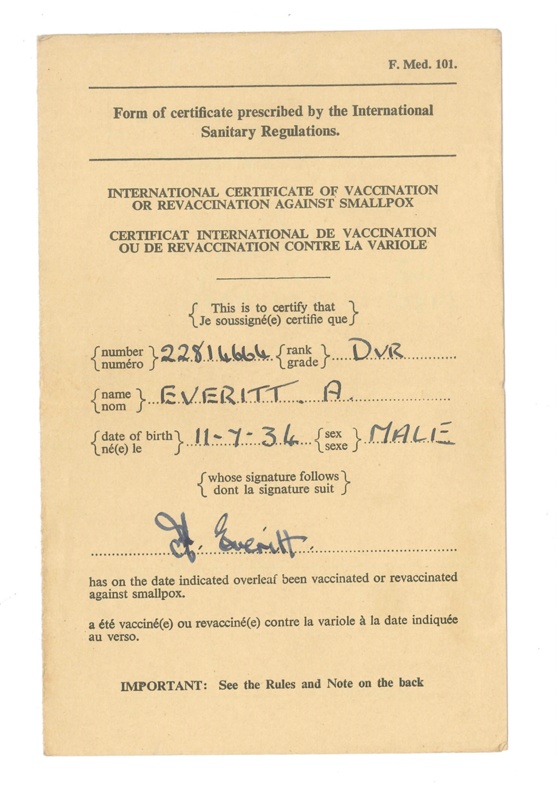 F. Med. 101.
Form of certificate prescribed by the International
Sanitary Regulations.
INTERNATIONAL CERTIFICATE OF VACCINATION
OR REVACCINATION AGAINST SMALLPOX
CERTIFICAT INTERNATIONAL DE VACCINATION
OU DE REVACCINATION CONTRE LA VARIOLE
This is to certify that
Je soussigné(e) certifie que
number 22814664 rank DVR
numéro grade
name EVERITT. A.
nom
date of birth 11-7-34 sex MALE
né(e) le sexe
whose signature follows
dont la signature suit
A. Everitt.
has on the date indicated overleaf been vaccinated or revaccinated
against smallpox.
a été vacciné(e) ou revacciné(e) contre la variole à la date indiquée
au verso.
IMPORTANT: See the Rules and Note on the back